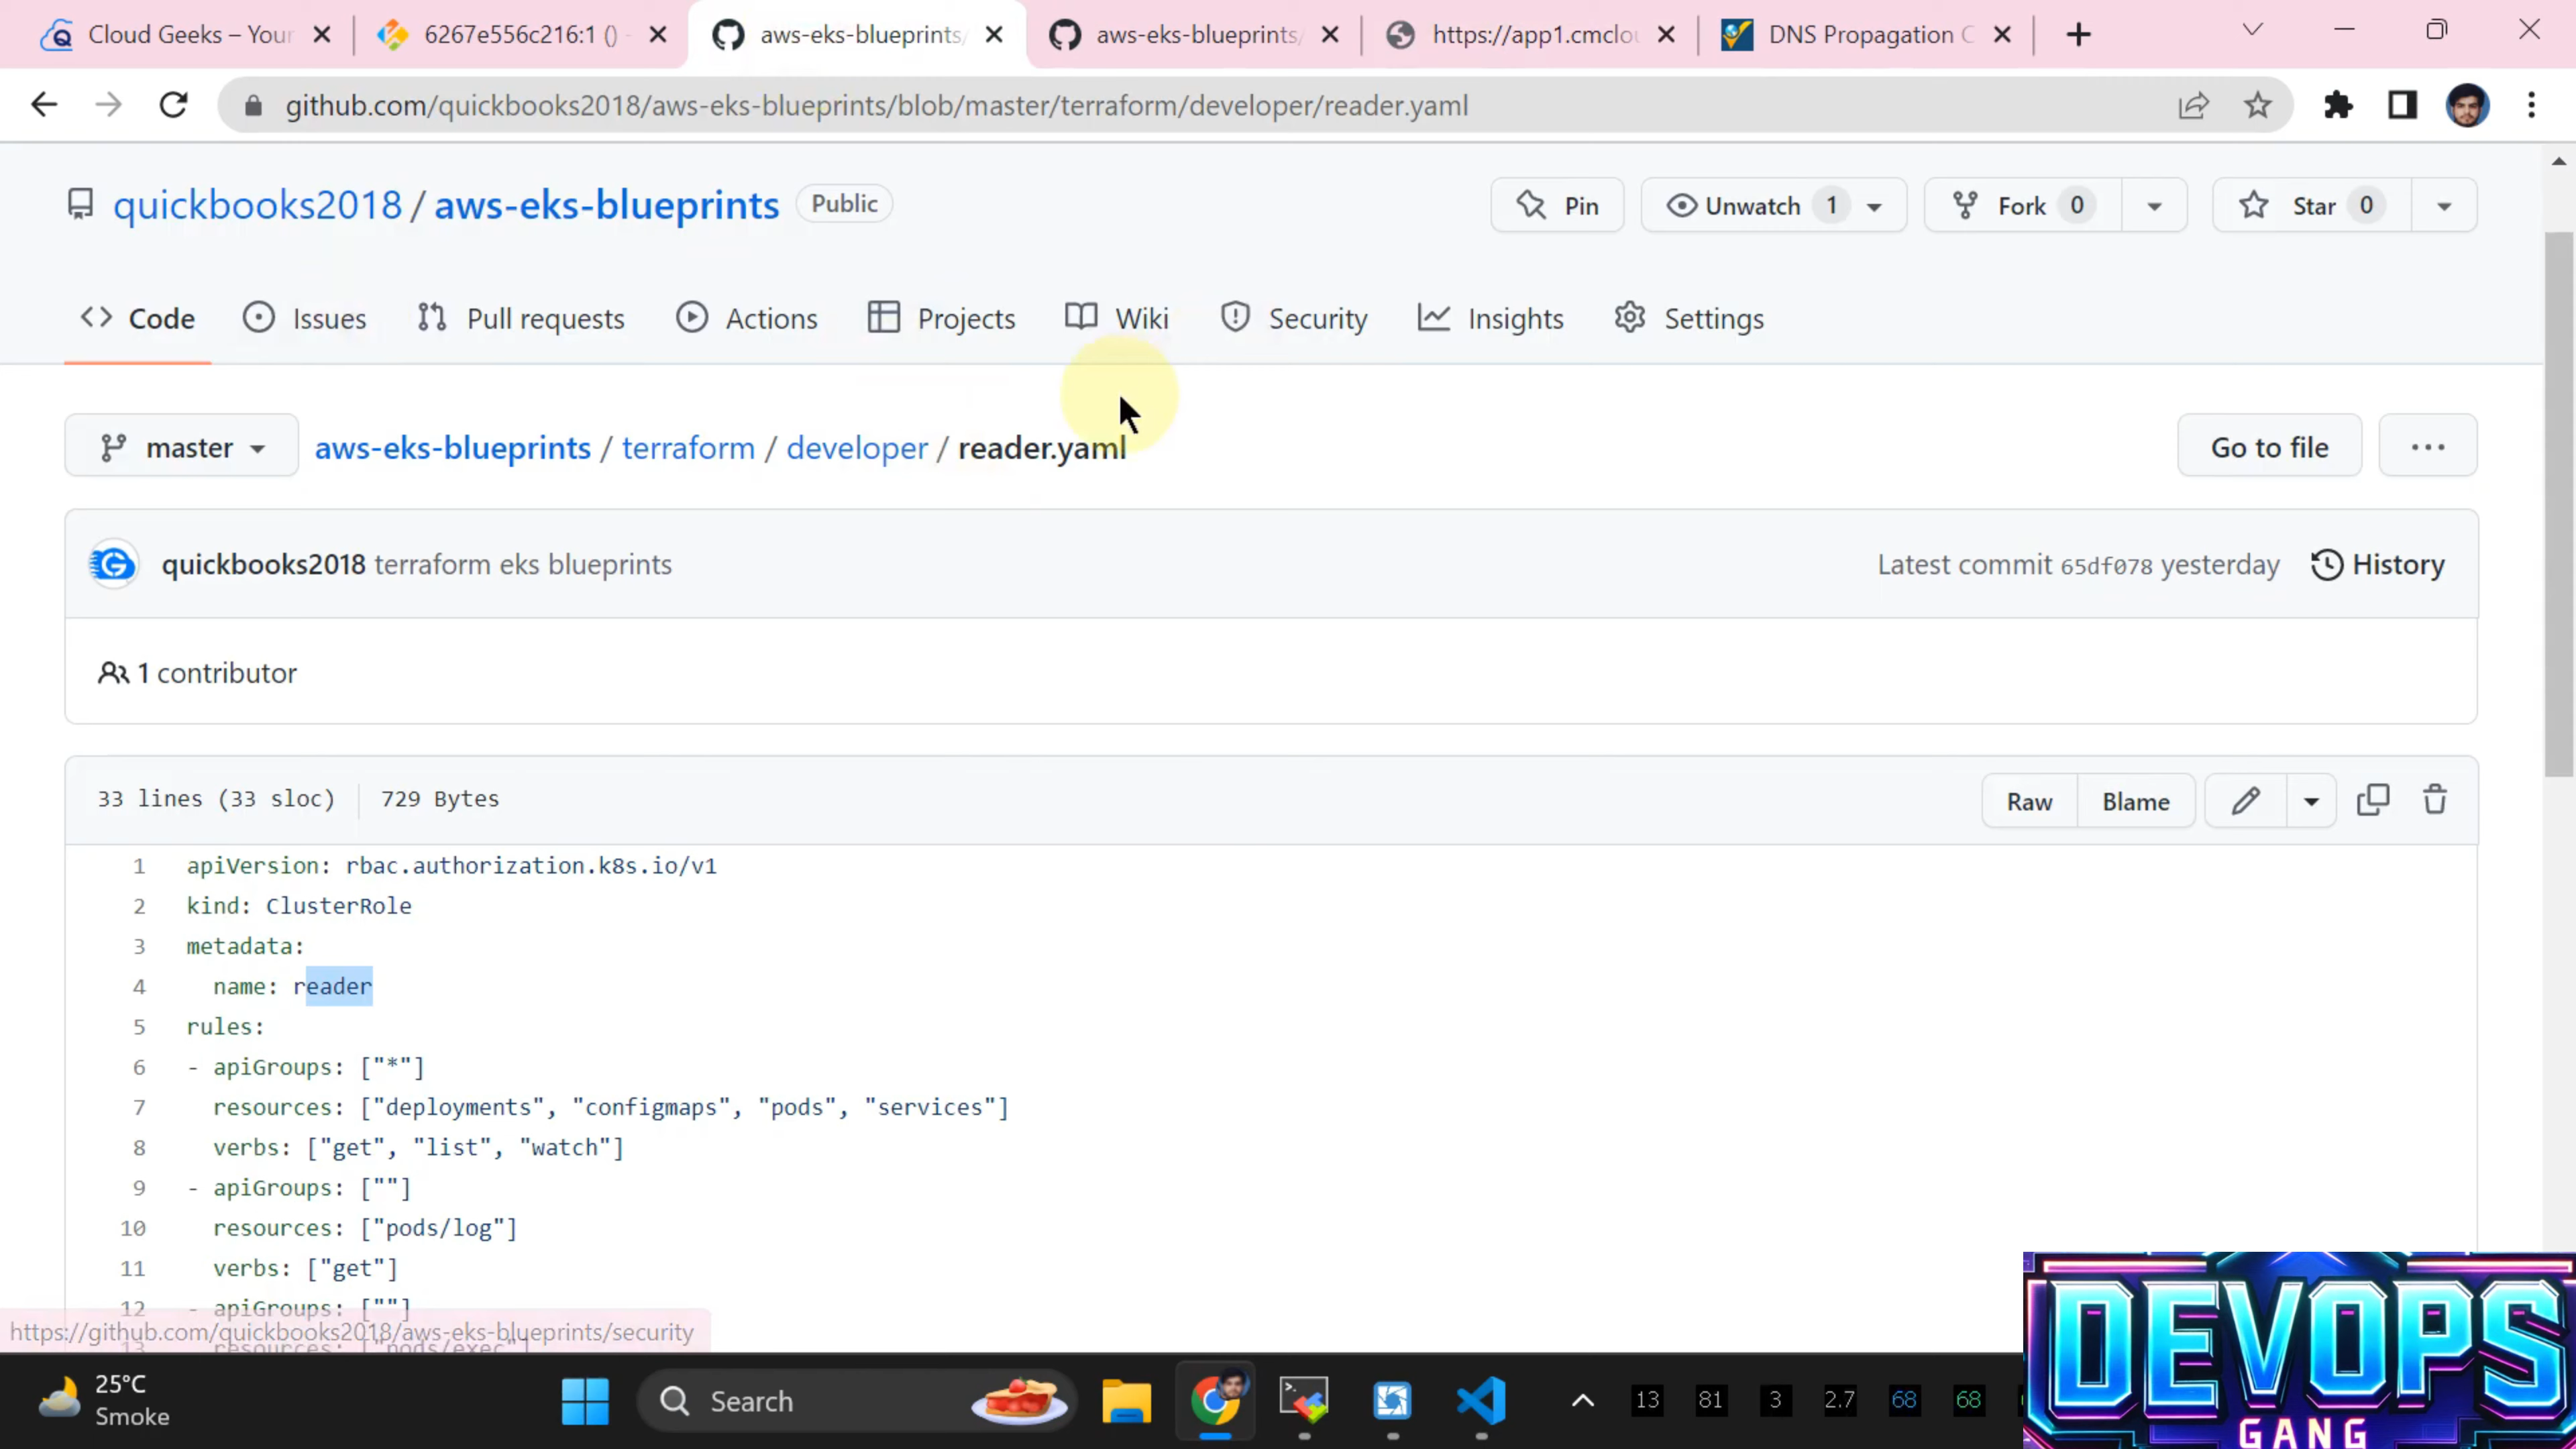 Cloud Geeks – Your
6267e556c216:1 () -
aws-eks-blueprints/
aws-eks-blueprints/
https://app1.cmclou
DNS Propagation C
github.com/quickbooks2018/aws-eks-blueprints/blob/master/terraform/developer/reader.yaml
quickbooks2018 / aws-eks-blueprints Public
Pin Unwatch 1 Fork 0 Star 0
Code Issues Pull requests Actions Projects Wiki Security Insights Settings
master aws-eks-blueprints / terraform / developer / reader.yaml Go to file ...
quickbooks2018 terraform eks blueprints Latest commit 65df078 yesterday History
1 contributor
33 lines (33 sloc) 729 Bytes Raw Blame
1 apiVersion: rbac.authorization.k8s.io/v1
2 kind: ClusterRole
3 metadata:
4 name: reader
5 rules:
6 - apiGroups: ["*"]
7 resources: ["deployments", "configmaps", "pods", "services"]
8 verbs: ["get", "list", "watch"]
9 - apiGroups: [""]
10 resources: ["pods/log"]
11 verbs: ["get"]
12 - apiGroups: [""]
13 resources: ["pods/exec"]
https://github.com/quickbooks2018/aws-eks-blueprints/security
25°C
Smoke
Search
13 81 3 2.7 68 68
DEVOPS
GANG